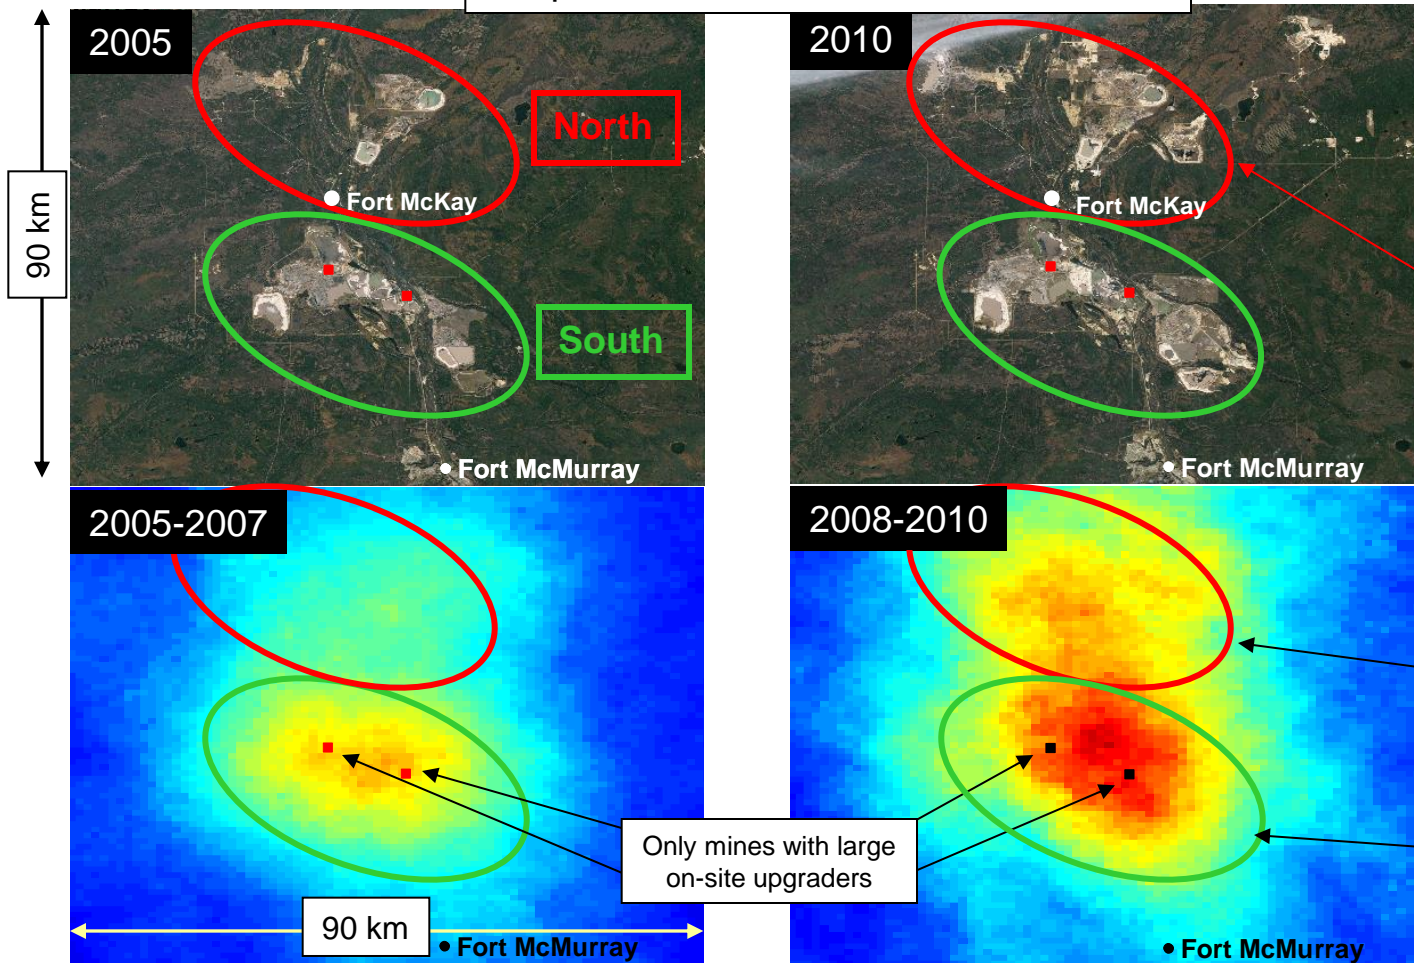 2005
2010
North
90 km
Fort McKay
Fort McKay
South
Fort McMurray
Fort McMurray
2005-2007
2008-2010
Only mines with large
on-site upgraders
90 km
Fort McMurray
Fort McMurray